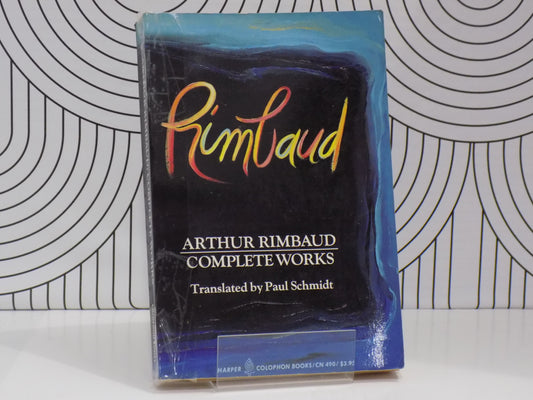 Rimbaud
ARTHUR RIMBAUD
COMPLETE WORKS
Translated by Paul Schmidt
HARPER COLOPHON BOOKS/CN 490/$3.95